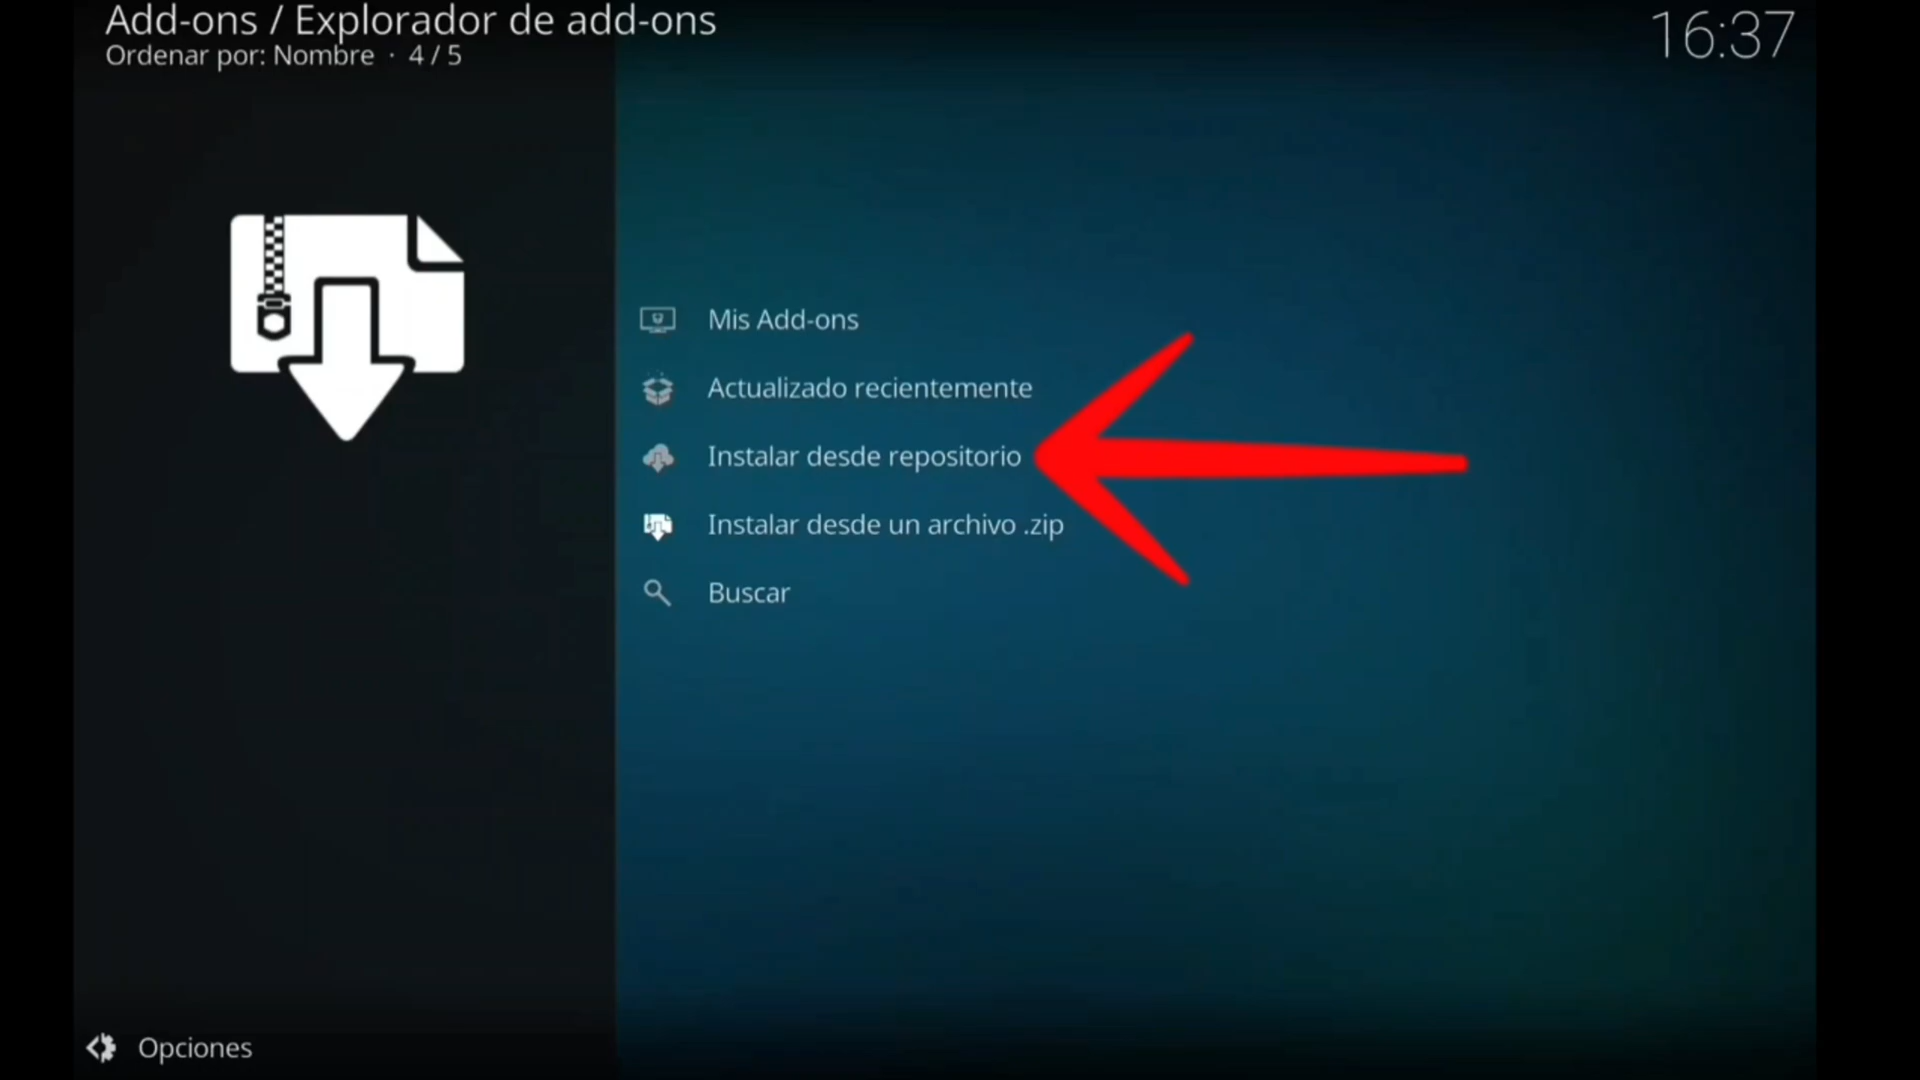 Add-ons / Explorador de add-ons
16:37
Ordenar por: Nombre · 4 / 5
Mis Add-ons
Actualizado recientemente
Instalar desde repositorio
Instalar desde un archivo .zip
Buscar
Opciones